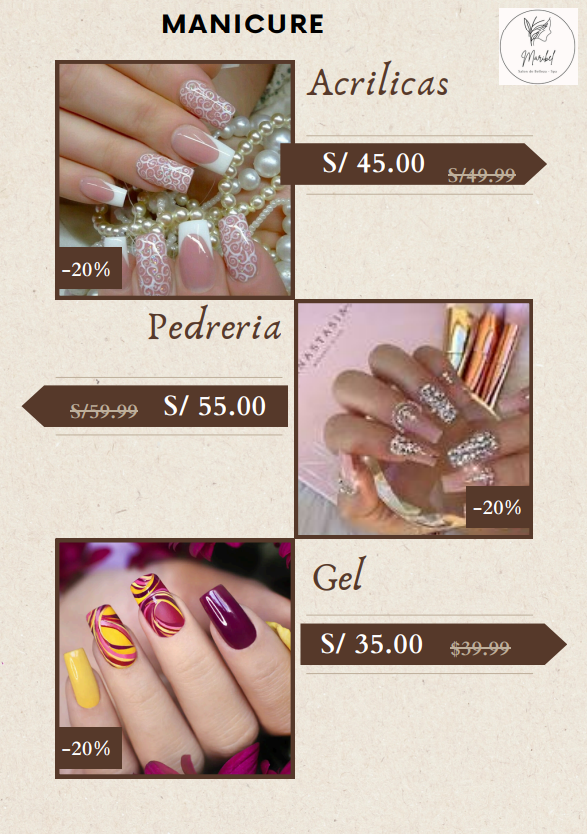 MANICURE
Maribel
Salon de Belleza - Spa
Acrilicas
S/ 45.00 S/49.99
-20%
Pedreria
S/59.99 S/ 55.00
NASTASIA
-20%
Gel
S/ 35.00 $39.99
-20%